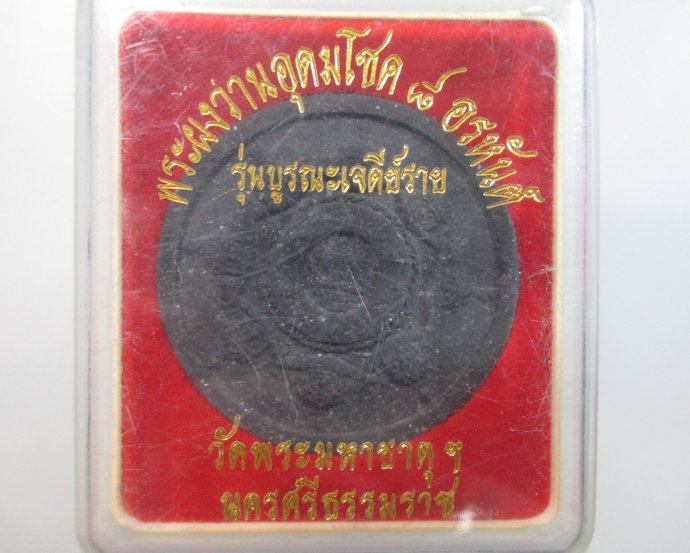 พระผงว่านอุดมโชค ๘ อรหันต์
รุ่นบูรณะเจดีย์ราย
วัดพระมหาธาตุฯ
นครศรีธรรมราช